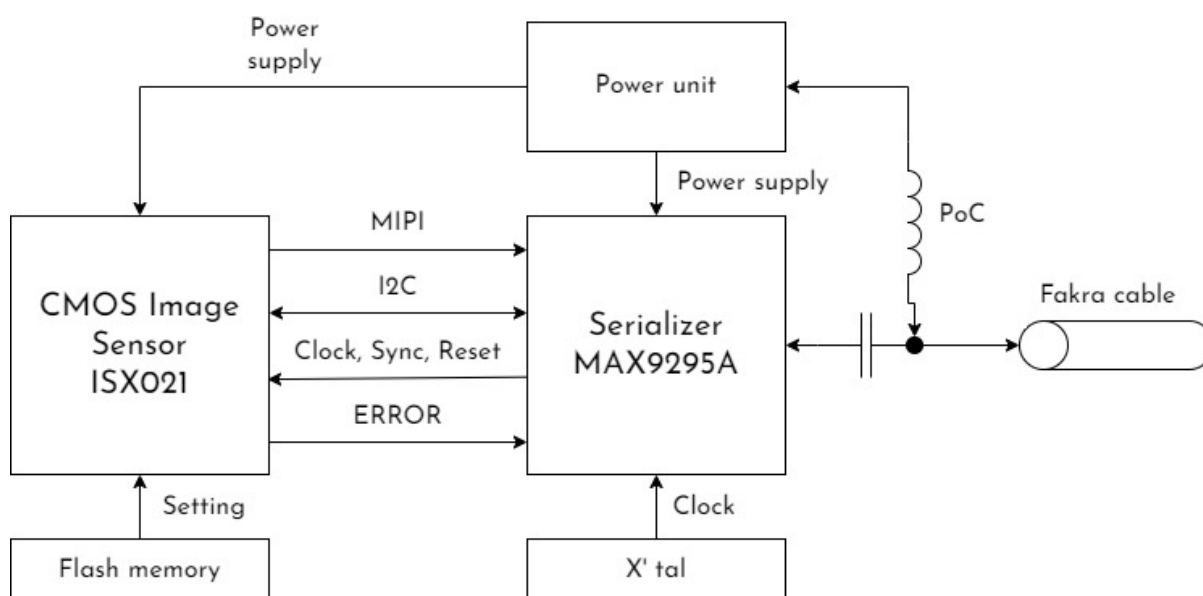 Power
supply
Power unit
Power supply
PoC
MIPI
CMOS Image
Sensor
ISX021
I2C
Clock, Sync, Reset
ERROR
Serializer
MAX9295A
Fakra cable
Setting
Clock
Flash memory
X' tal